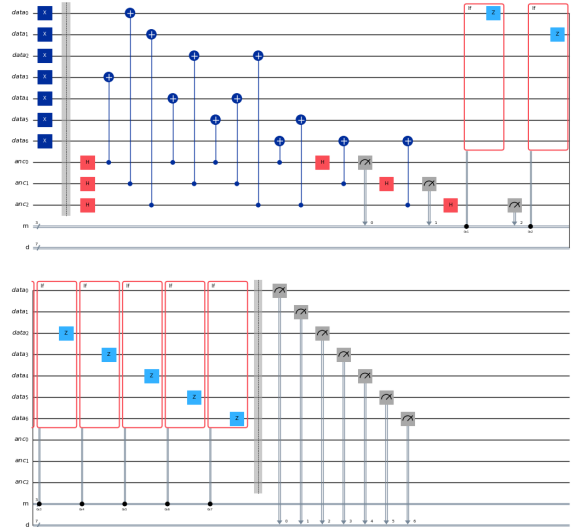 data₀ X If Z If
data₁ X Z
data₂ X
data₃ X
data₄ X
data₅ X
data₆ X
anc₀ H H
anc₁ H H
anc₂ H H
m 0 1 2
d
data₀ If If If If If
data₁
data₂ Z
data₃ Z
data₄ Z
data₅ Z
data₆ Z
anc₀
anc₁
anc₂
m
d 0 1 2 3 4 5 6